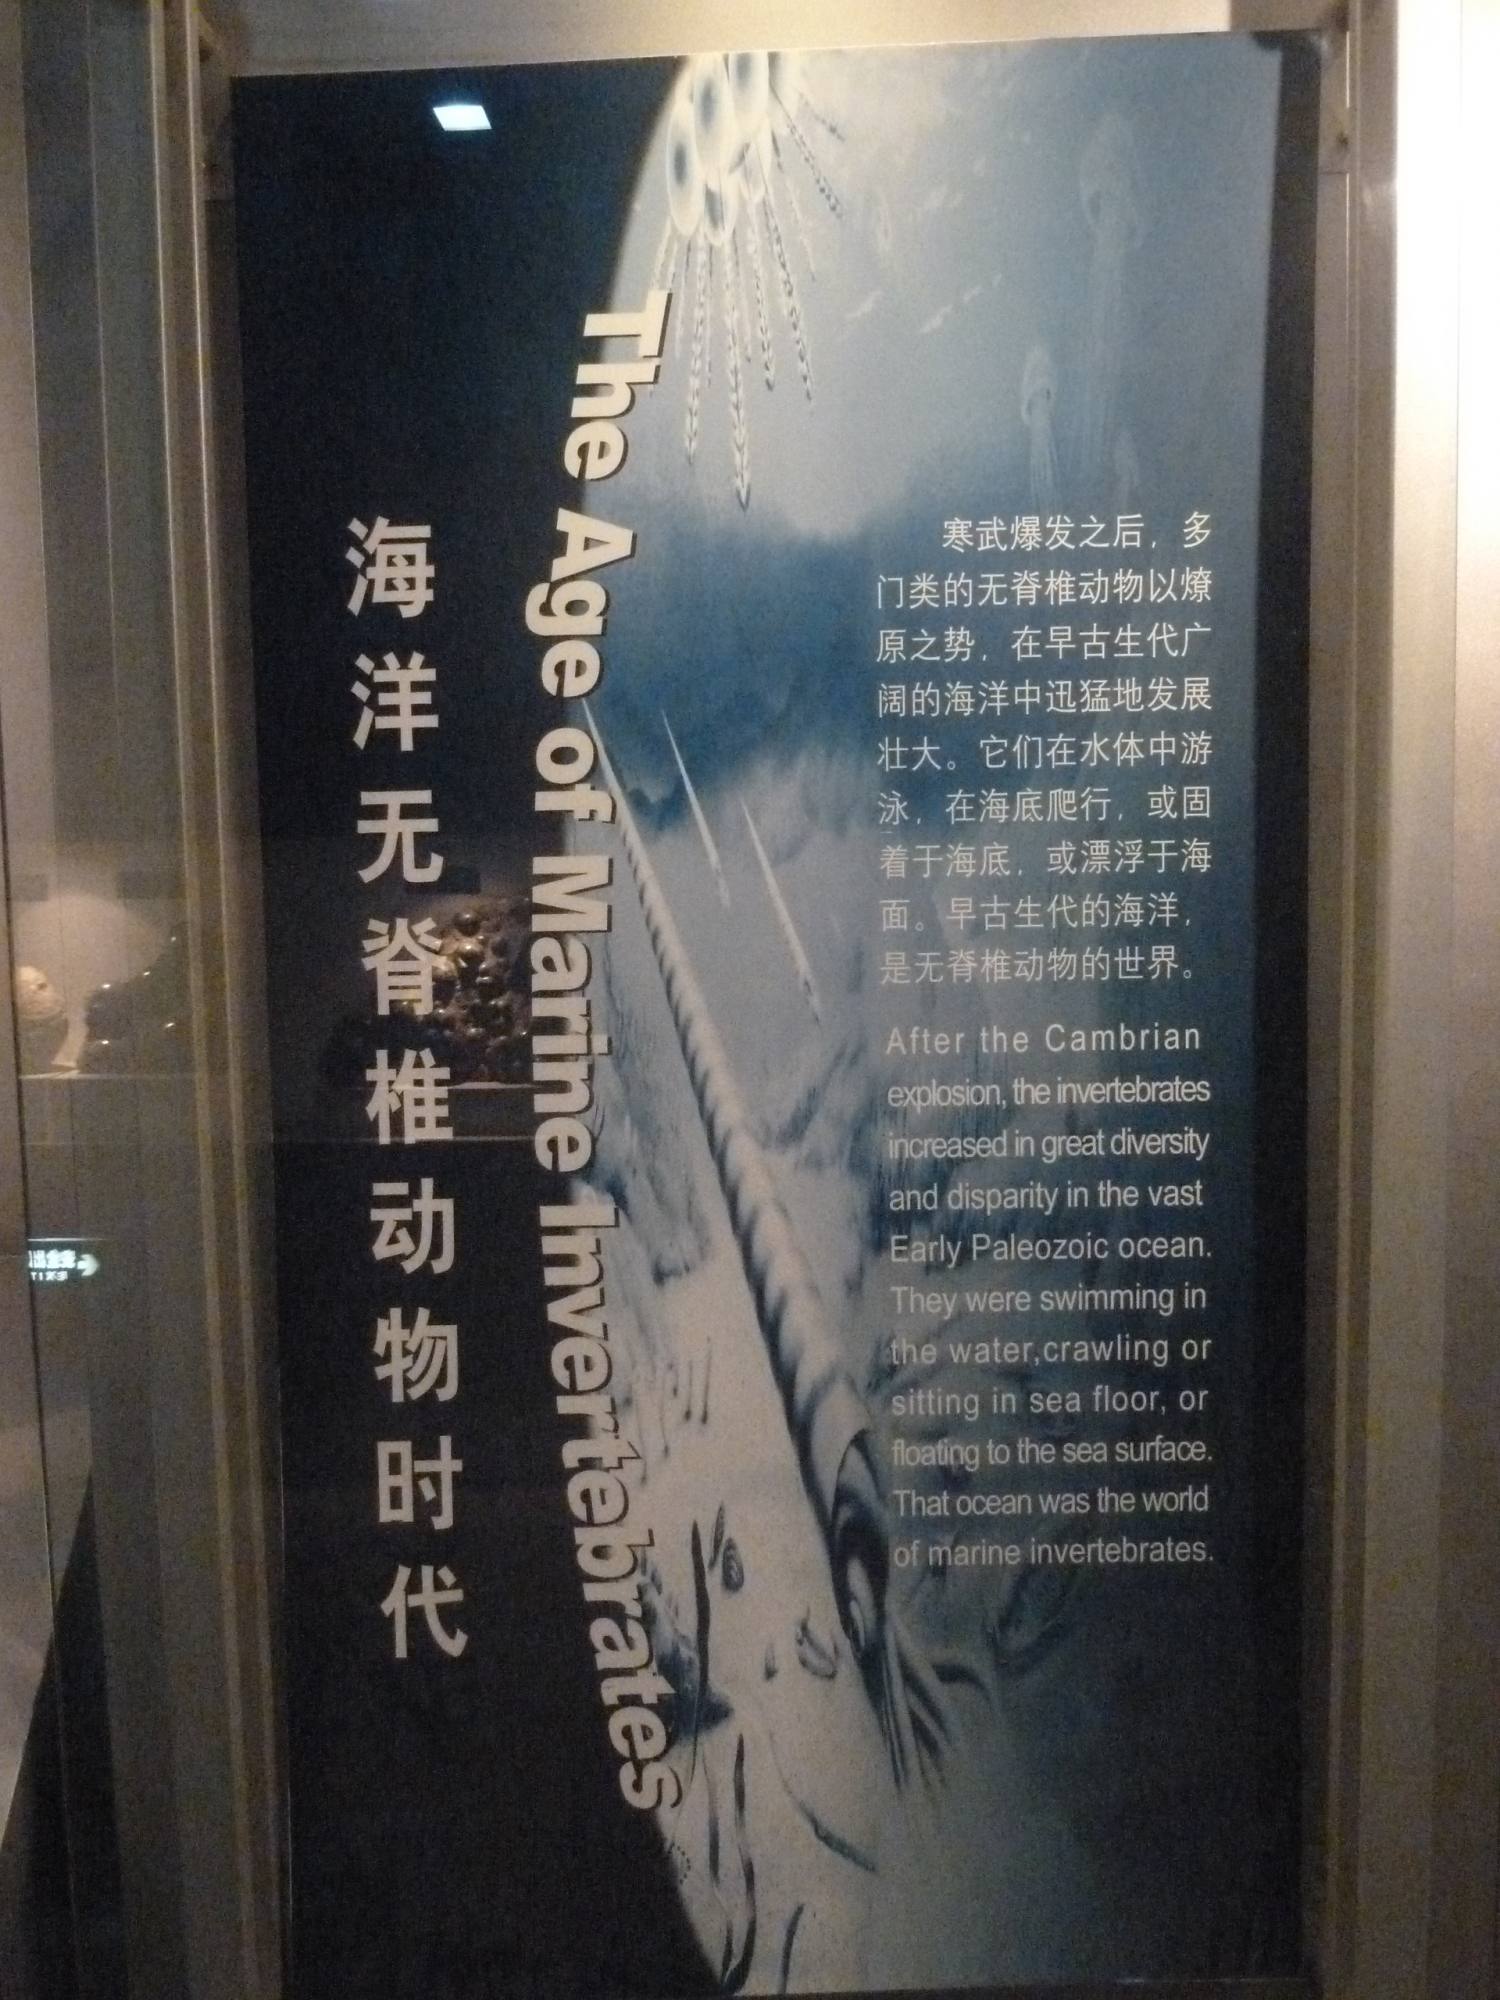 海洋无脊椎动物时代
The Age of Marine Invertebrates
寒武爆发之后，多
门类的无脊椎动物以燎
原之势，在早古生代广
阔的海洋中迅猛地发展
壮大。它们在水体中游
泳，在海底爬行，或固
着于海底，或漂浮于海
面。早古生代的海洋，
是无脊椎动物的世界。
After the Cambrian
explosion, the invertebrates
increased in great diversity
and disparity in the vast
Early Paleozoic ocean.
They were swimming in
the water,crawling or
sitting in sea floor, or
floating to the sea surface.
That ocean was the world
of marine invertebrates.